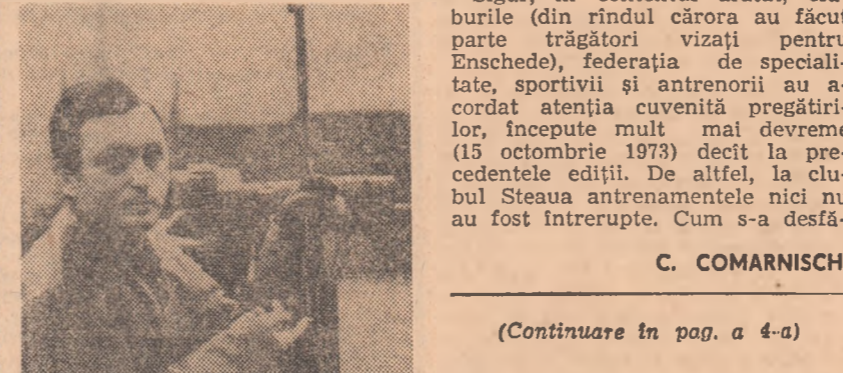 burile (din rîndul cărora au făcut
parte trăgători vizați pentru
Enschede), federația de speciali-
tate, sportivii și antrenorii au a-
cordat atenția cuvenită pregătiri-
lor, începute mult mai devreme
(15 octombrie 1973) decît la pre-
cedentele ediții. De altfel, la clu-
bul Steaua antrenamentele nici nu
au fost întrerupte. Cum s-a desfă-
C. COMARNISCH
(Continuare în pag. a 4-a)